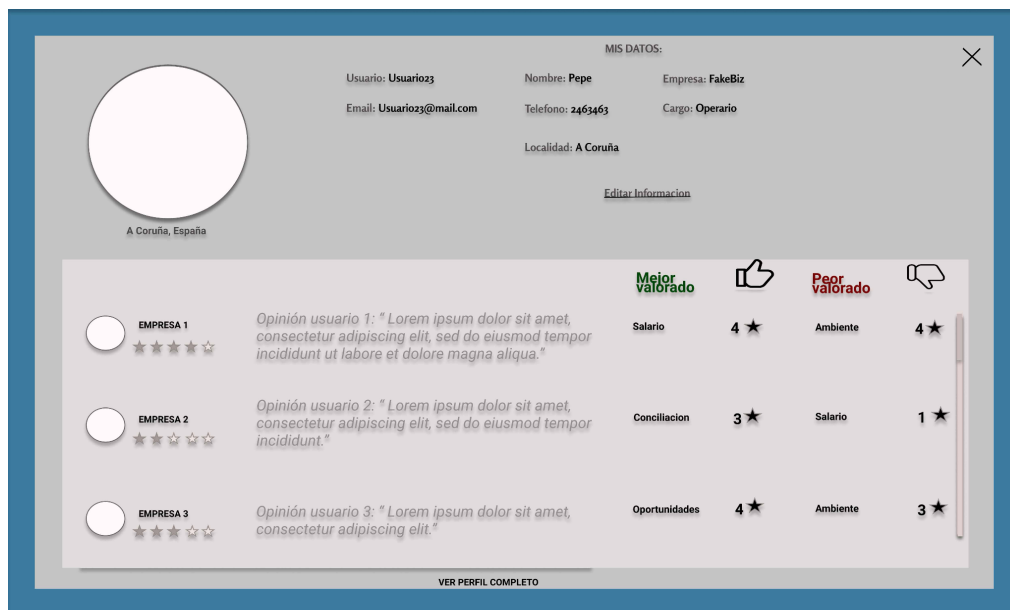 MIS DATOS:
Usuario: Usuario23 Nombre: Pepe Empresa: FakeBiz
Email: Usuario23@mail.com Telefono: 2463463 Cargo: Operario
Localidad: A Coruña
Editar Informacion
A Coruña, España
Mejor
valorado
Peor
valorado
EMPRESA 1
Opinión usuario 1: “ Lorem ipsum dolor sit amet,
consectetur adipiscing elit, sed do eiusmod tempor
incididunt ut labore et dolore magna aliqua.”
Salario 4 Ambiente 4
EMPRESA 2
Opinión usuario 2: “ Lorem ipsum dolor sit amet,
consectetur adipiscing elit, sed do eiusmod tempor
incididunt.”
Conciliacion 3 Salario 1
EMPRESA 3
Opinión usuario 3: “ Lorem ipsum dolor sit amet,
consectetur adipiscing elit.”
Oportunidades 4 Ambiente 3
VER PERFIL COMPLETO